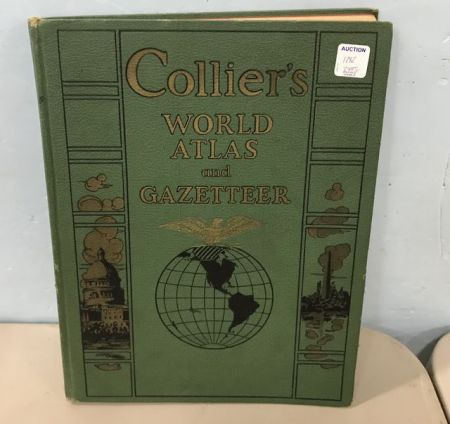 Collier's
WORLD
ATLAS
and
GAZETTEER
AUCTION